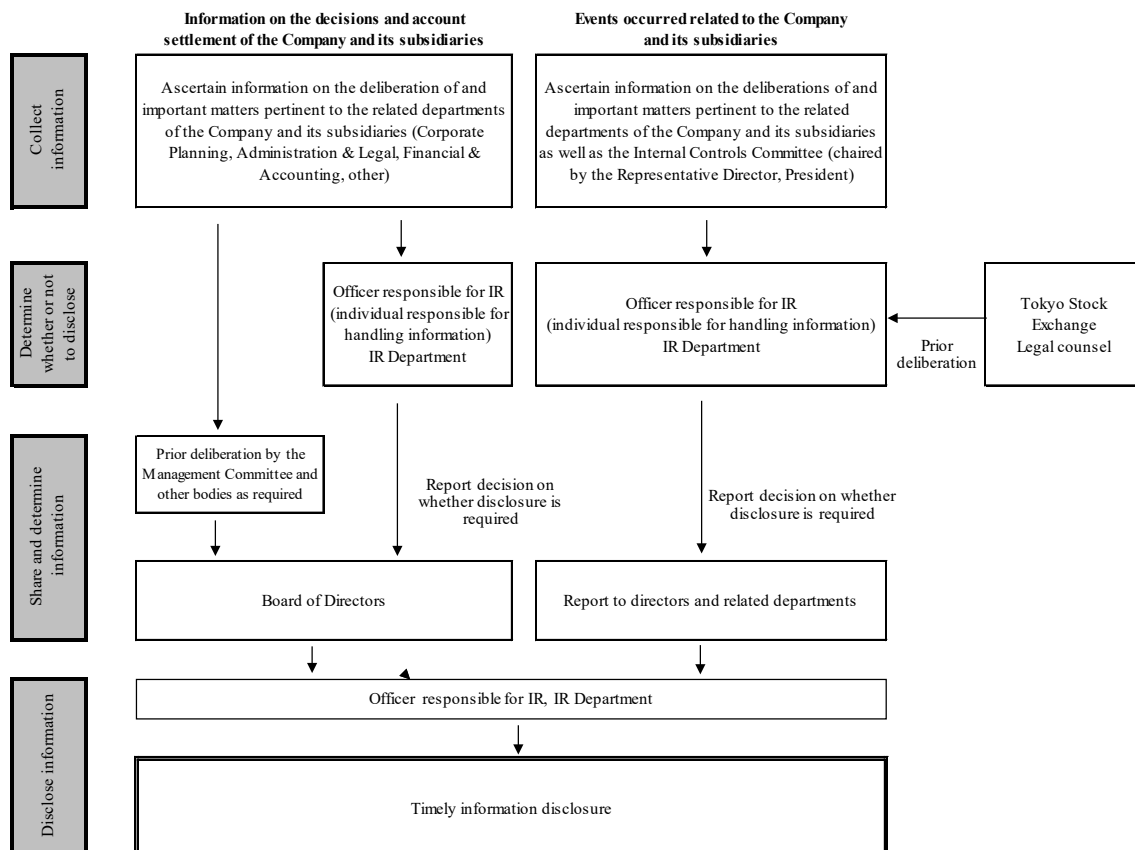 Information on the decisions and account
settlement of the Company and its subsidiaries
Events occurred related to the Company
and its subsidiaries
Collect
information
Ascertain information on the deliberation of and
important matters pertinent to the related departments
of the Company and its subsidiaries (Corporate
Planning, Administration & Legal, Financial &
Accounting, other)
Ascertain information on the deliberations of and
important matters pertinent to the related
departments of the Company and its subsidiaries
as well as the Internal Controls Committee (chaired
by the Representative Director, President)
Determine
whether or not
to disclose
Officer responsible for IR
(individual responsible for
handling information)
IR Department
Officer responsible for IR
(individual responsible for handling information)
IR Department
Prior
deliberation
Tokyo Stock
Exchange
Legal counsel
Share and determine
information
Prior deliberation by the
Management Committee and
other bodies as required
Report decision on
whether disclosure is
required
Report decision on whether
disclosure is required
Board of Directors
Report to directors and related departments
Disclose information
Officer responsible for IR, IR Department
Timely information disclosure